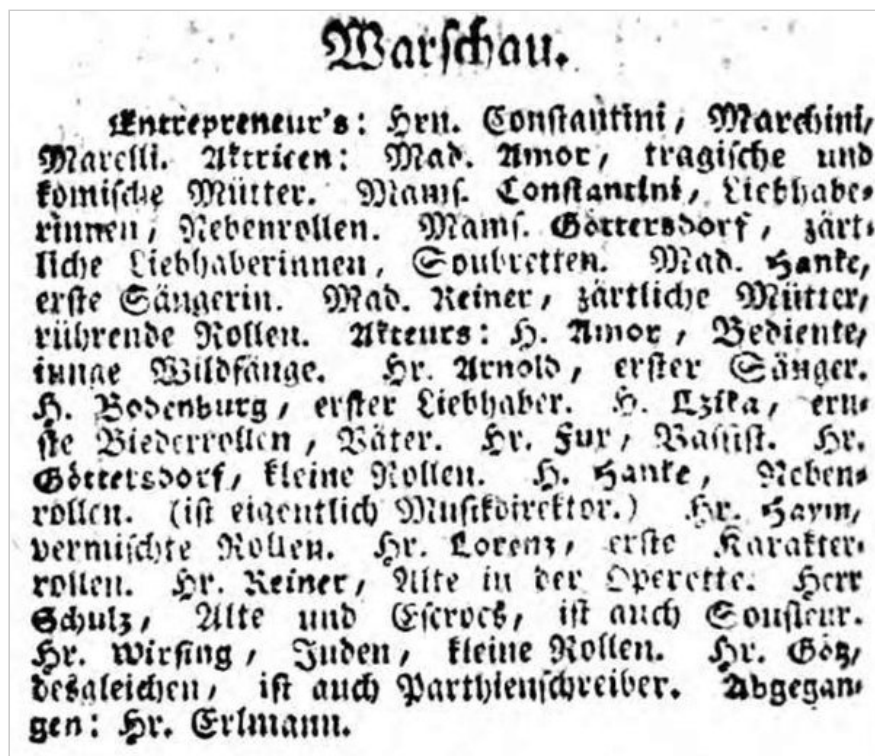 Warschau.
Entrepreneur's: Hrn. Constantini, Marchini,
Marelli. Aktricen: Mad. Amor, tragische und
komische Mütter. Mams. Constantini, Liebhabe-
rinnen, Nebenrollen. Mams. Göttersdorf, zärt-
liche Liebhaberinnen, Soubretten. Mad. Hanke,
erste Sängerin. Mad. Reiner, zärtliche Mütter,
rührende Rollen. Akteurs: H. Amor, Bediente,
iunge Wildfänge. Hr. Arnold, erster Sänger.
H. Bodenburg, erster Liebhaber. H. Czika, ern-
ste Biederrollen, Väter. Hr. Fur, Bassist. Hr.
Göttersdorf, kleine Rollen. H. Hanke, Neben-
rollen. (ist eigentlich Musikdirektor.) Hr. Haym,
vermischte Rollen. Hr. Lorenz, erste Karakter-
rollen. Hr. Reiner, Alte in der Operette. Herr
Schulz, Alte und Escrocs, ist auch Soufleur.
Hr. Wirsing, Juden, kleine Rollen. Hr. Götz,
desgleichen, ist auch Parthienschreiber. Abgegan-
gen: Hr. Erlmann.